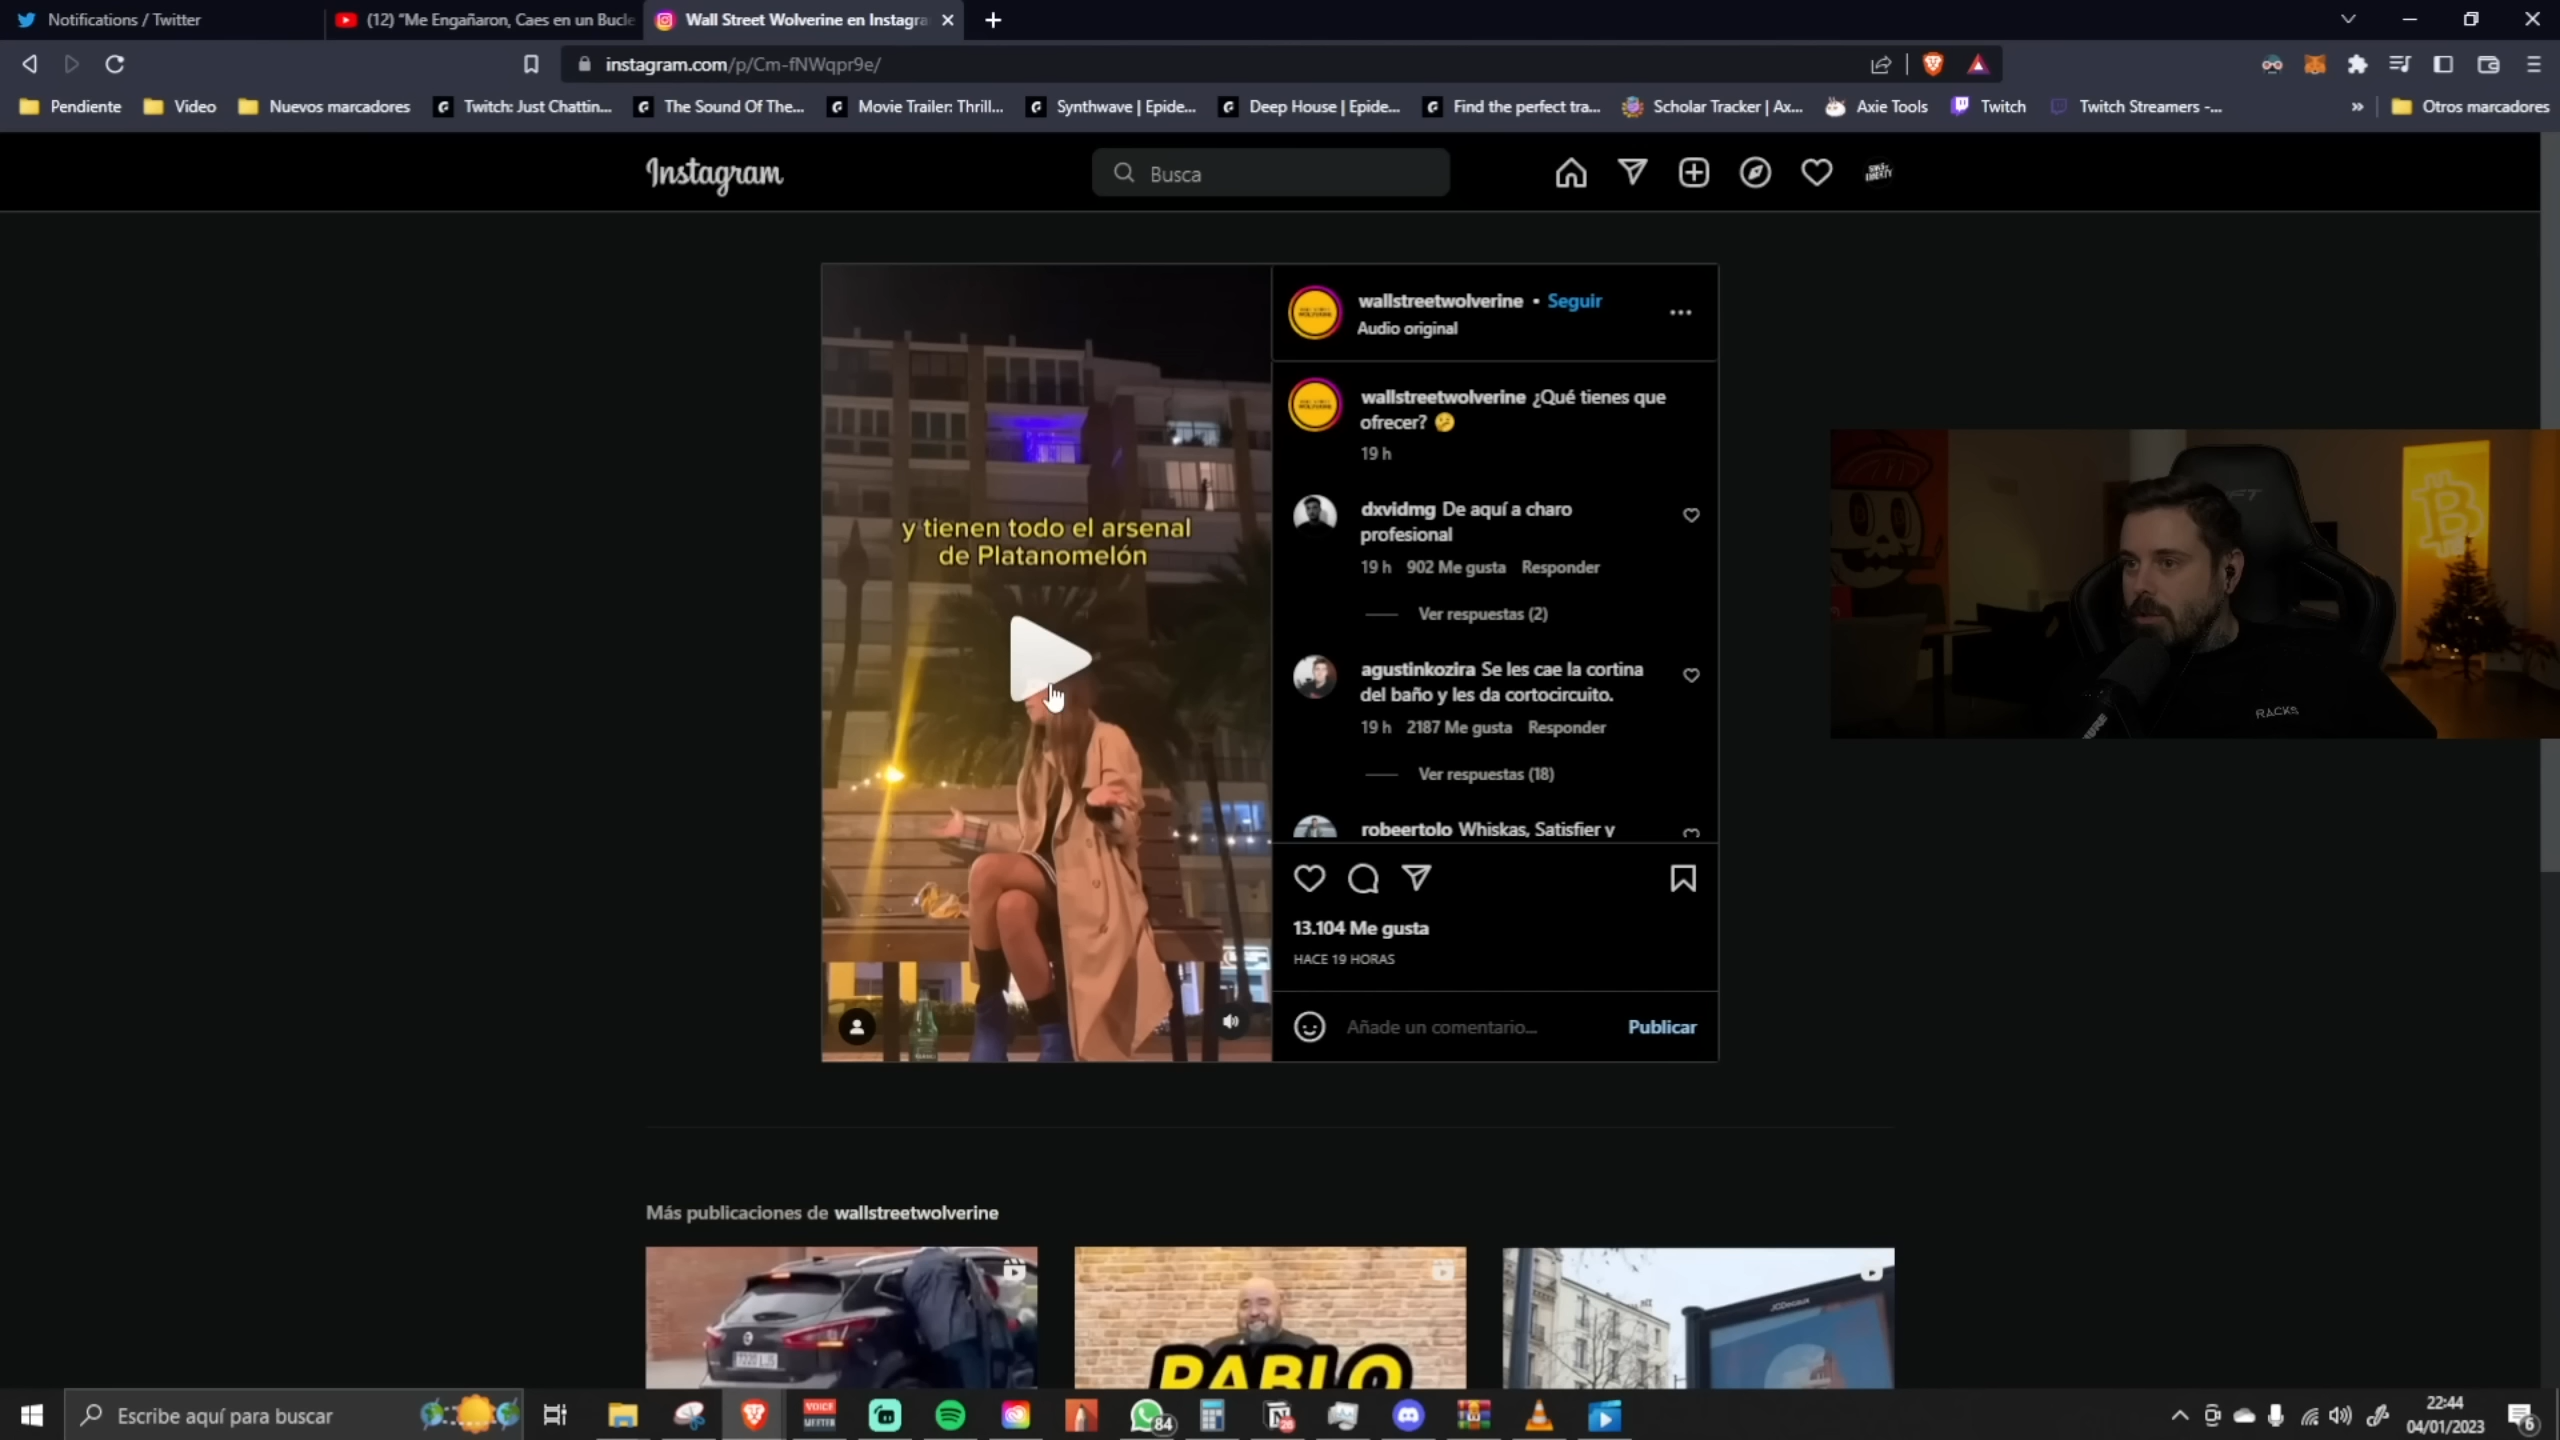 Notifications / Twitter
(12) "Me Engañaron, Caes en un Bucle
Wall Street Wolverine en Instagra
instagram.com/p/Cm-fNWqpr9e/
Pendiente
Video
Nuevos marcadores
Twitch: Just Chattin...
The Sound Of The...
Movie Trailer: Thrill...
Synthwave | Epide...
Deep House | Epide...
Find the perfect tra...
Scholar Tracker | Ax...
Axie Tools
Twitch
Twitch Streamers -...
»
Otros marcadores
Instagram
Busca
y tienen todo el arsenal
de Platanomelón
wallstreetwolverine • Seguir
Audio original
wallstreetwolverine ¿Qué tienes que
ofrecer? 🤔
19 h
dxvidmg De aquí a charo
profesional
19 h 902 Me gusta Responder
Ver respuestas (2)
agustinkozira Se les cae la cortina
del baño y les da cortocircuito.
19 h 2187 Me gusta Responder
Ver respuestas (18)
robeertolo Whiskas, Satisfier y
13.104 Me gusta
HACE 19 HORAS
Añade un comentario...
Publicar
RACKS
Más publicaciones de wallstreetwolverine
PABLO
JCDecaux
Escribe aquí para buscar
VOICE
MEETER
84
22:44
04/01/2023
6